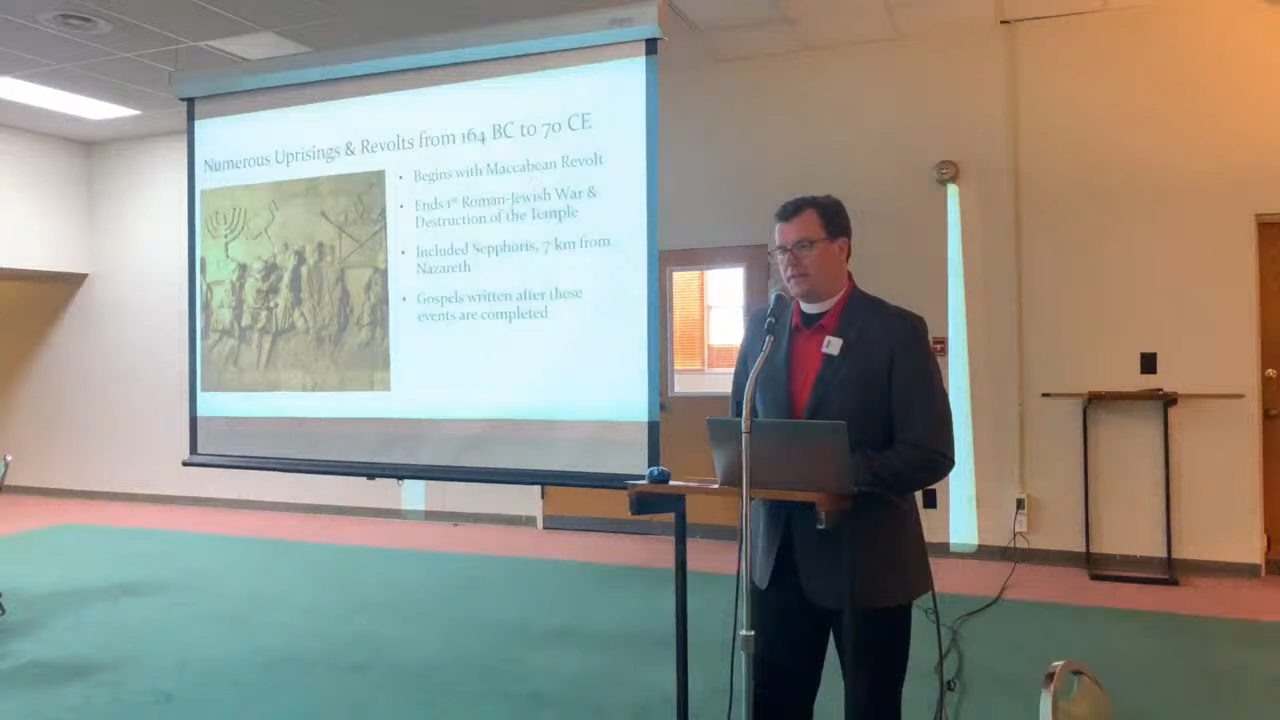 Numerous Uprisings & Revolts from 164 BC to 70 CE
• Begins with Maccabean Revolt
• Ends 1st Roman-Jewish War &
Destruction of the Temple
• Included Sepphoris, 7 km from
Nazareth
• Gospels written after these
events are completed